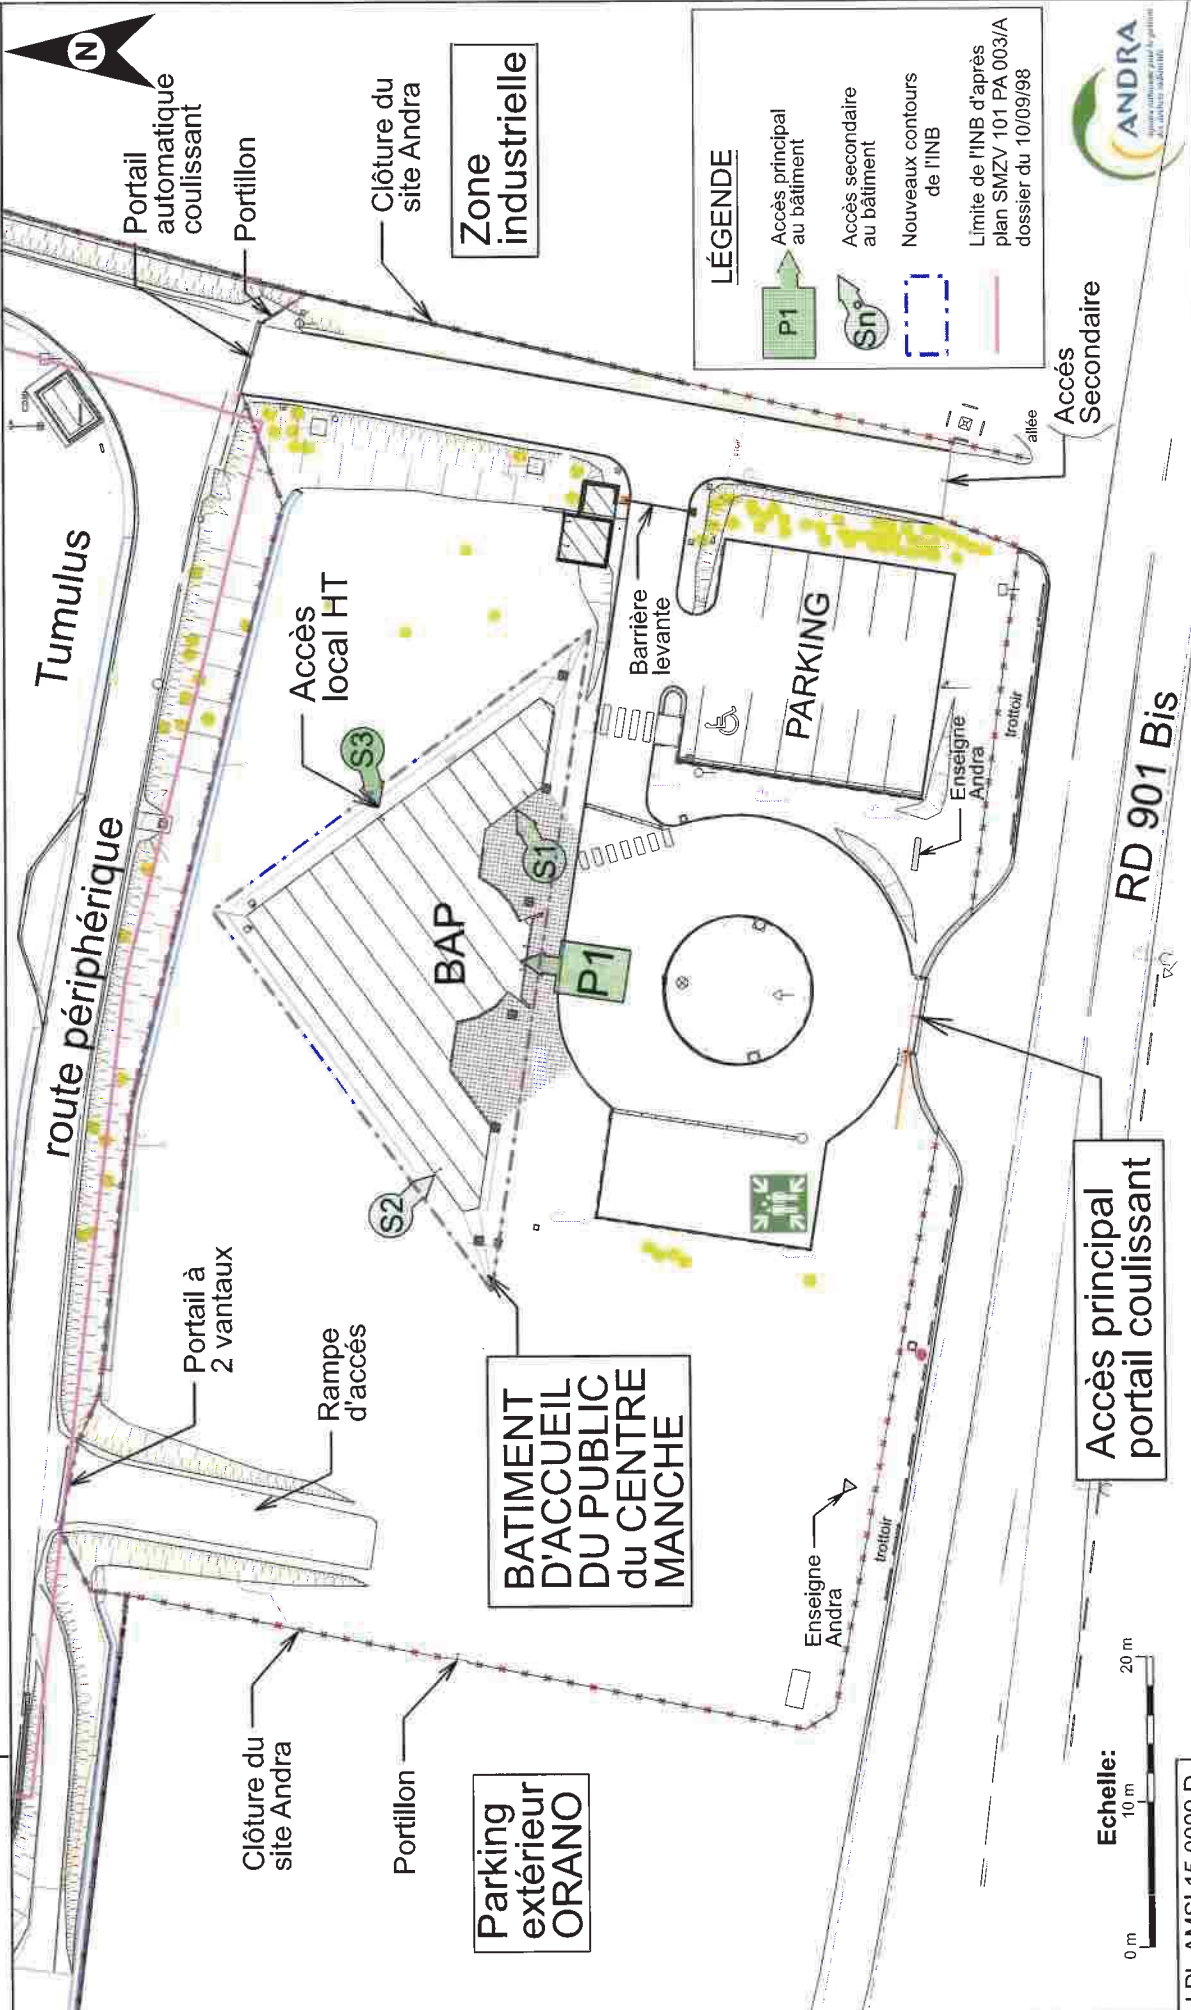 N
Portail
automatique
coulissant
Portillon
Clôture du
site Andra
Zone
industrielle
Tumulus
route périphérique
Accès
local HT
S3
Barrière
levante
PARKING
BAP
S1
P1
S2
Portail à
2 vantaux
Rampe
d'accés
BATIMENT
D'ACCUEIL
DU PUBLIC
du CENTRE
MANCHE
Clôture du
site Andra
Portillon
Parking
extérieur
ORANO
Enseigne
Andra
trottoir
Enseigne
Andra
trottoir
allée
Accés
Secondaire
RD 901 Bis
Accès principal
portail coulissant
LÉGENDE
P1
Accès principal
au bâtiment
Sn°
Accès secondaire
au bâtiment
Nouveaux contours
de l'INB
Limite de l'INB d'après
plan SMZV 101 PA 003/A
dossier du 10/09/98
ANDRA
Echelle:
0 m
10 m
20 m